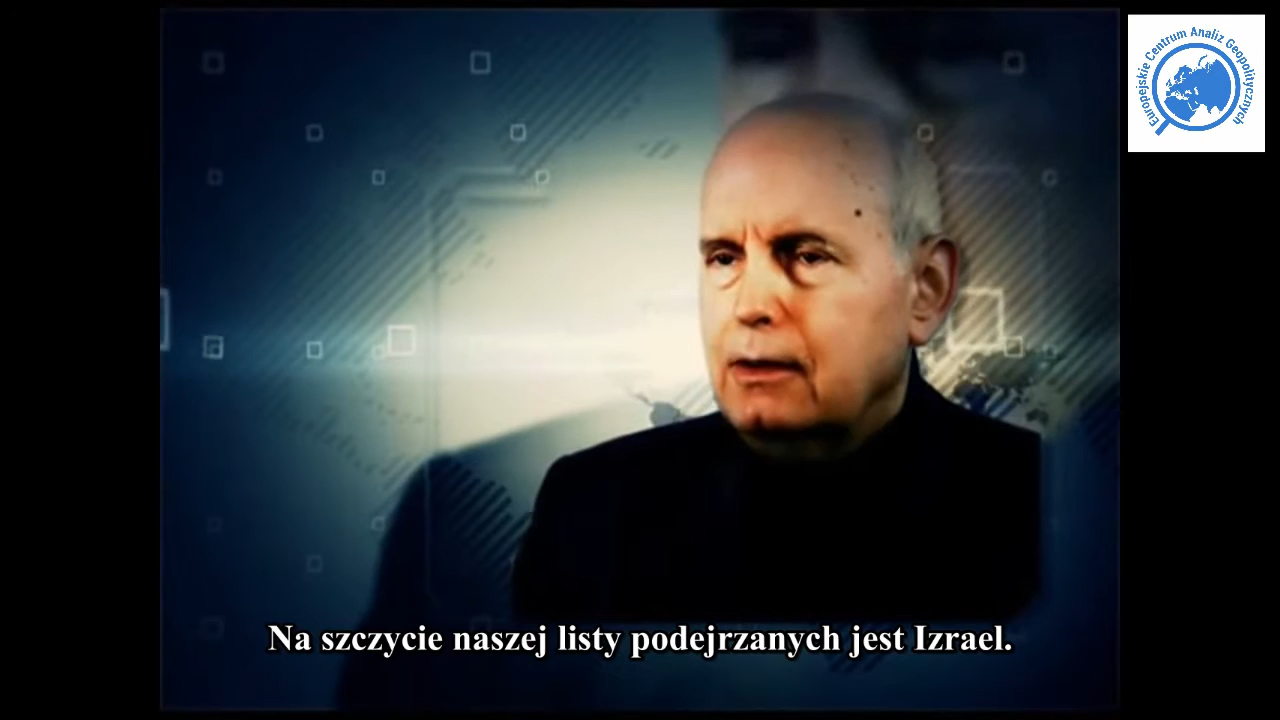 Europejskie Centrum Analiz Geopolitycznych
Na szczycie naszej listy podejrzanych jest Izrael.